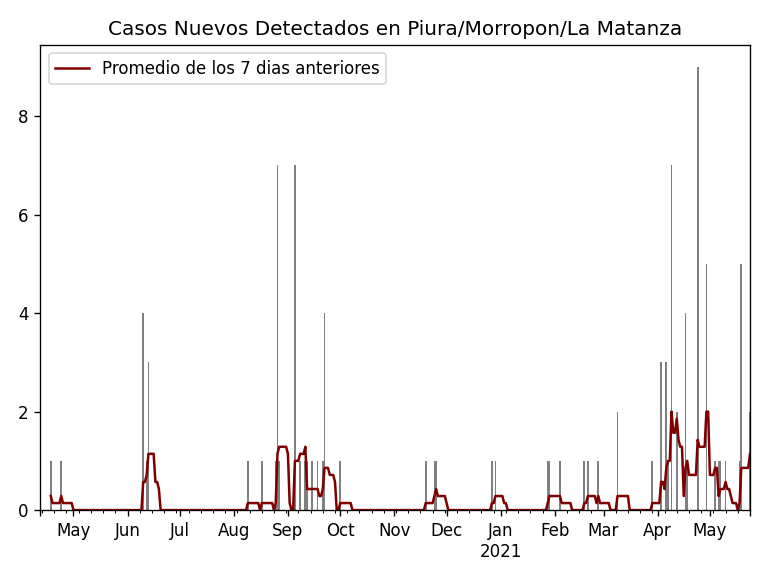 Casos Nuevos Detectados en Piura/Morropon/La Matanza
Promedio de los 7 dias anteriores
8
6
4
2
0
May Jun Jul Aug Sep Oct Nov Dec Jan Feb Mar Apr May
2021